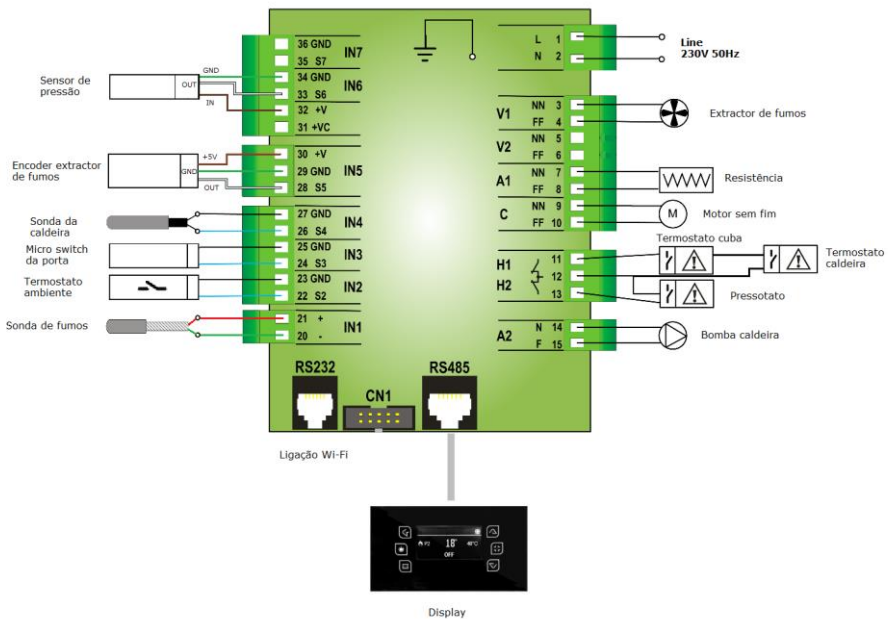 Sensor de
pressão
GND
OUT
IN
36 GND
35 S7
IN7
34 GND
33 S6
IN6
32 +V
31 +VC
Encoder extractor
de fumos
+5V
GND
OUT
30 +V
29 GND
28 S5
IN5
Sonda da
caldeira
27 GND
26 S4
IN4
Micro switch
da porta
25 GND
24 S3
IN3
Termostato
ambiente
23 GND
22 S2
IN2
Sonda de fumos
21 +
20 -
IN1
L 1
N 2
Line
230V 50Hz
V1
NN 3
FF 4
Extractor de fumos
V2
NN 5
FF 6
A1
NN 7
FF 8
Resistência
C
NN 9
FF 10
M
Motor sem fim
Termostato cuba
H1
H2
11
12
13
Termostato
caldeira
Pressotato
A2
N 14
F 15
Bomba caldeira
RS232
CN1
RS485
Ligação Wi-Fi
P2
18°
48°C
OFF
Display